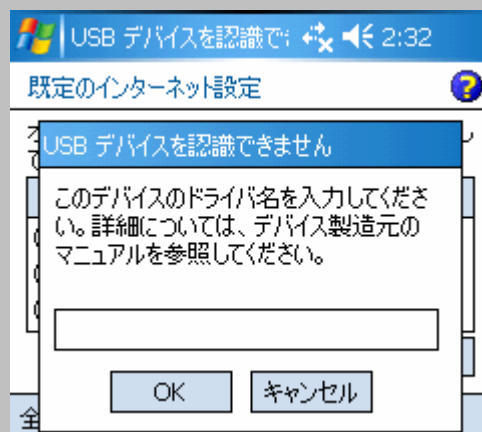 USB デバイスを認識で
2:32
既定のインターネット設定
USB デバイスを認識できません
このデバイスのドライバ名を入力してくださ
い。詳細については、デバイス製造元の
マニュアルを参照してください。
OK キャンセル
全